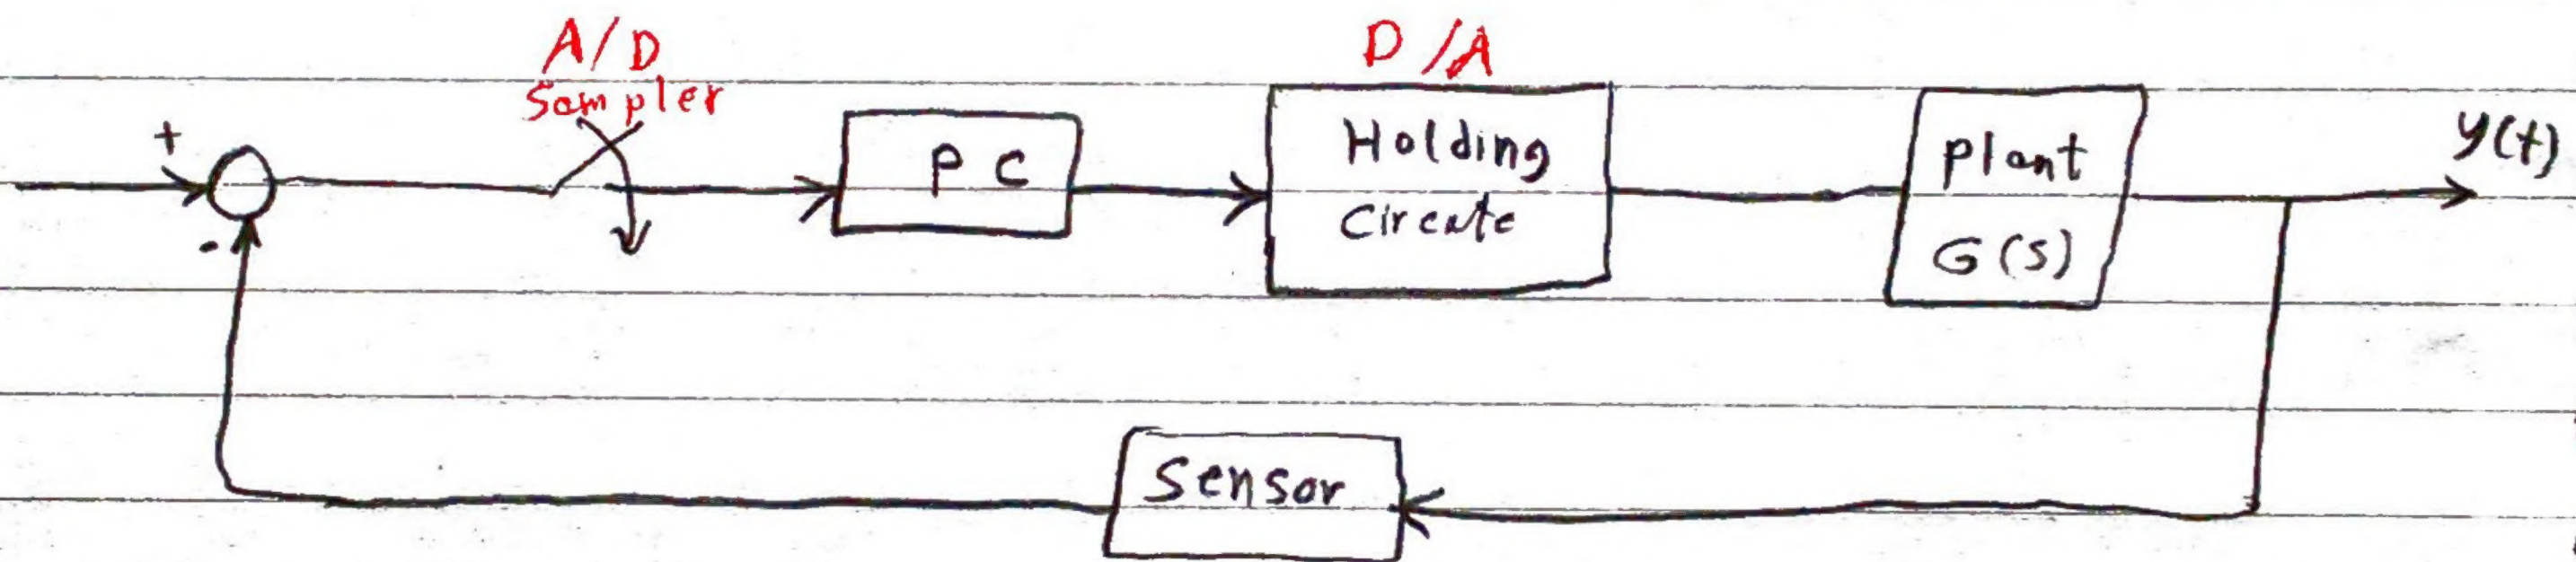 A/D
Sampler
D/A
+
PC
Holding
Circute
plant
G(s)
y(t)
-
Sensor